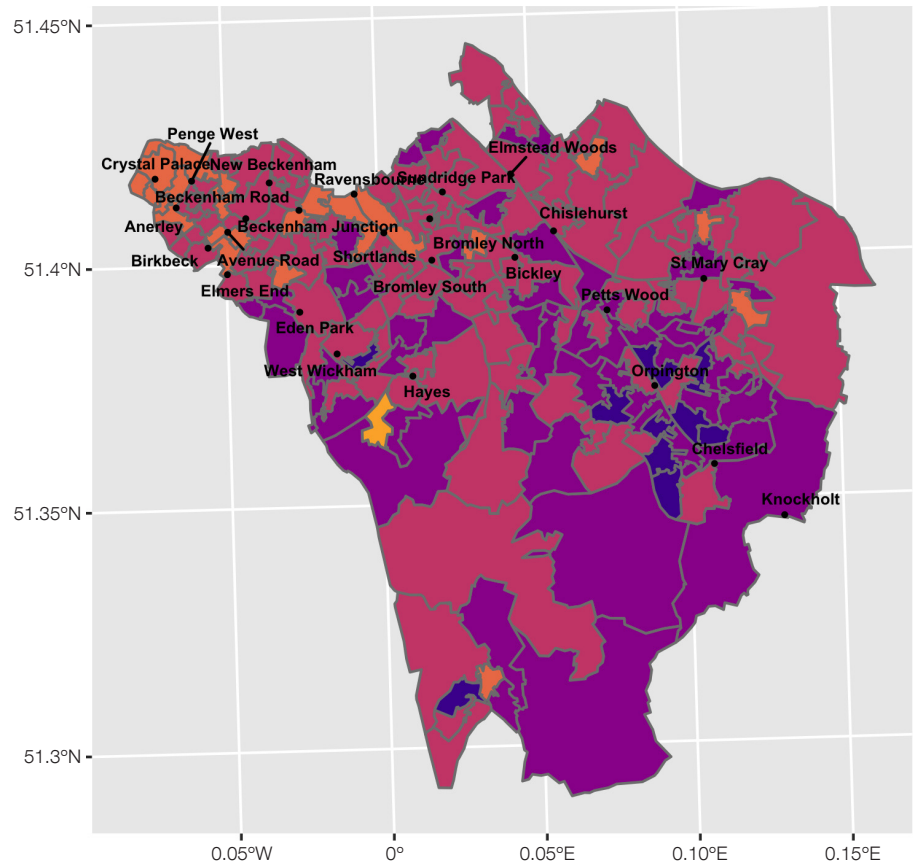 51.45°N
Penge West
Elmstead Woods
Crystal Palace
New Beckenham
Ravensbourne
Sundridge Park
Beckenham Road
Chislehurst
Anerley
Beckenham Junction
Bromley North
Shortlands
Birkbeck
Avenue Road
St Mary Cray
51.4°N
Bickley
Elmers End
Bromley South
Petts Wood
Eden Park
West Wickham
Orpington
Hayes
Chelsfield
Knockholt
51.35°N
51.3°N
0.05°W
0°
0.05°E
0.10°E
0.15°E